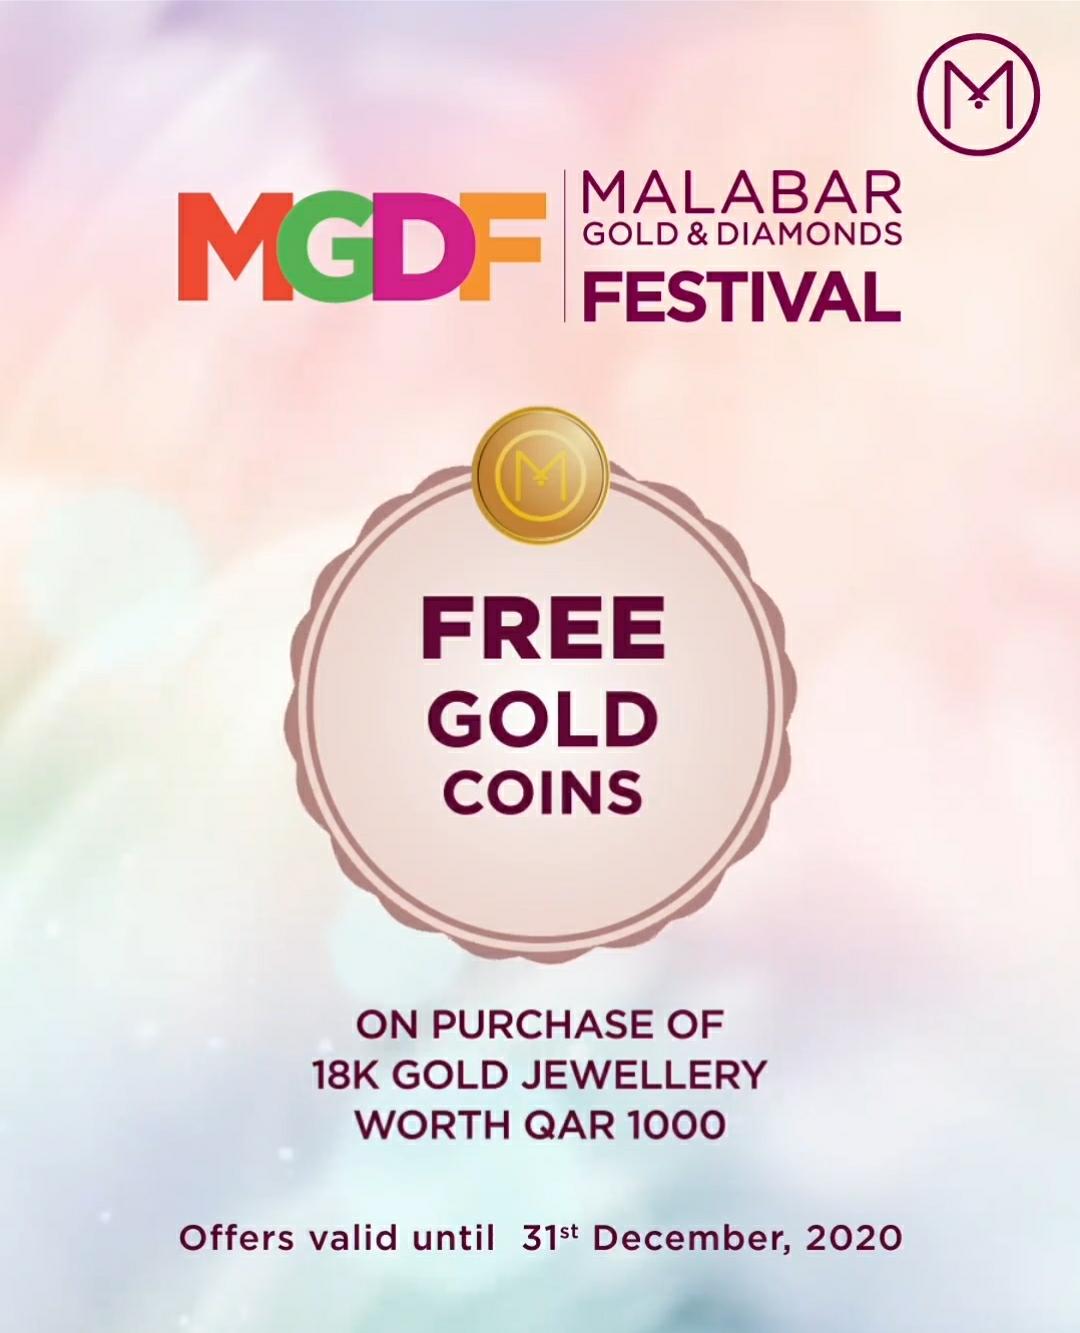 M
MGDF
MALABAR
GOLD & DIAMONDS
FESTIVAL
M
FREE
GOLD
COINS
ON PURCHASE OF
18K GOLD JEWELLERY
WORTH QAR 1000
Offers valid until 31st December, 2020